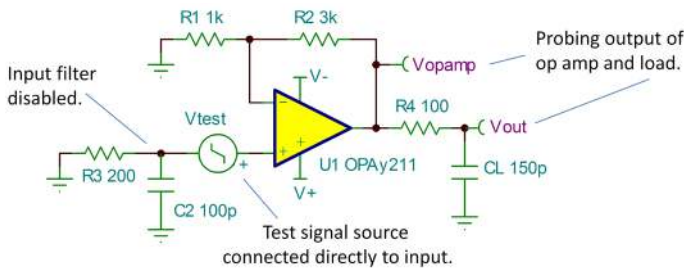 R1 1k
R2 3k
Input filter
disabled.
Vtest
V-
Vopamp
Probing output of
op amp and load.
R4 100
Vout
-
+
+
+
R3 200
C2 100p
V+
U1 OPAy211
CL 150p
Test signal source
connected directly to input.